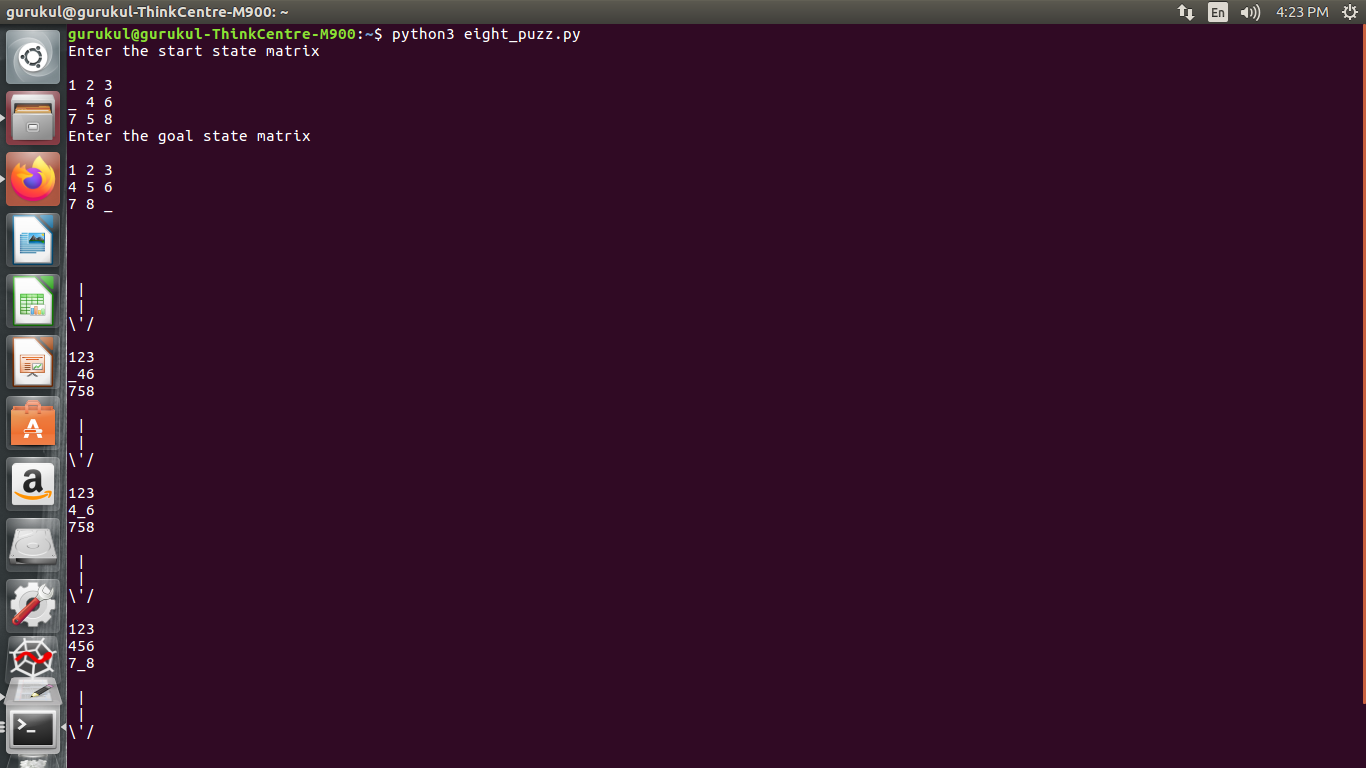 gurukul@gurukul-ThinkCentre-M900: ~
En
4:23 PM
gurukul@gurukul-ThinkCentre-M900:~$ python3 eight_puzz.py
Enter the start state matrix
1 2 3
_ 4 6
7 5 8
Enter the goal state matrix
1 2 3
4 5 6
7 8 _
|
|
\'/
123
_46
758
|
|
\'/
123
4_6
758
|
|
\'/
123
456
7_8
|
|
\'/